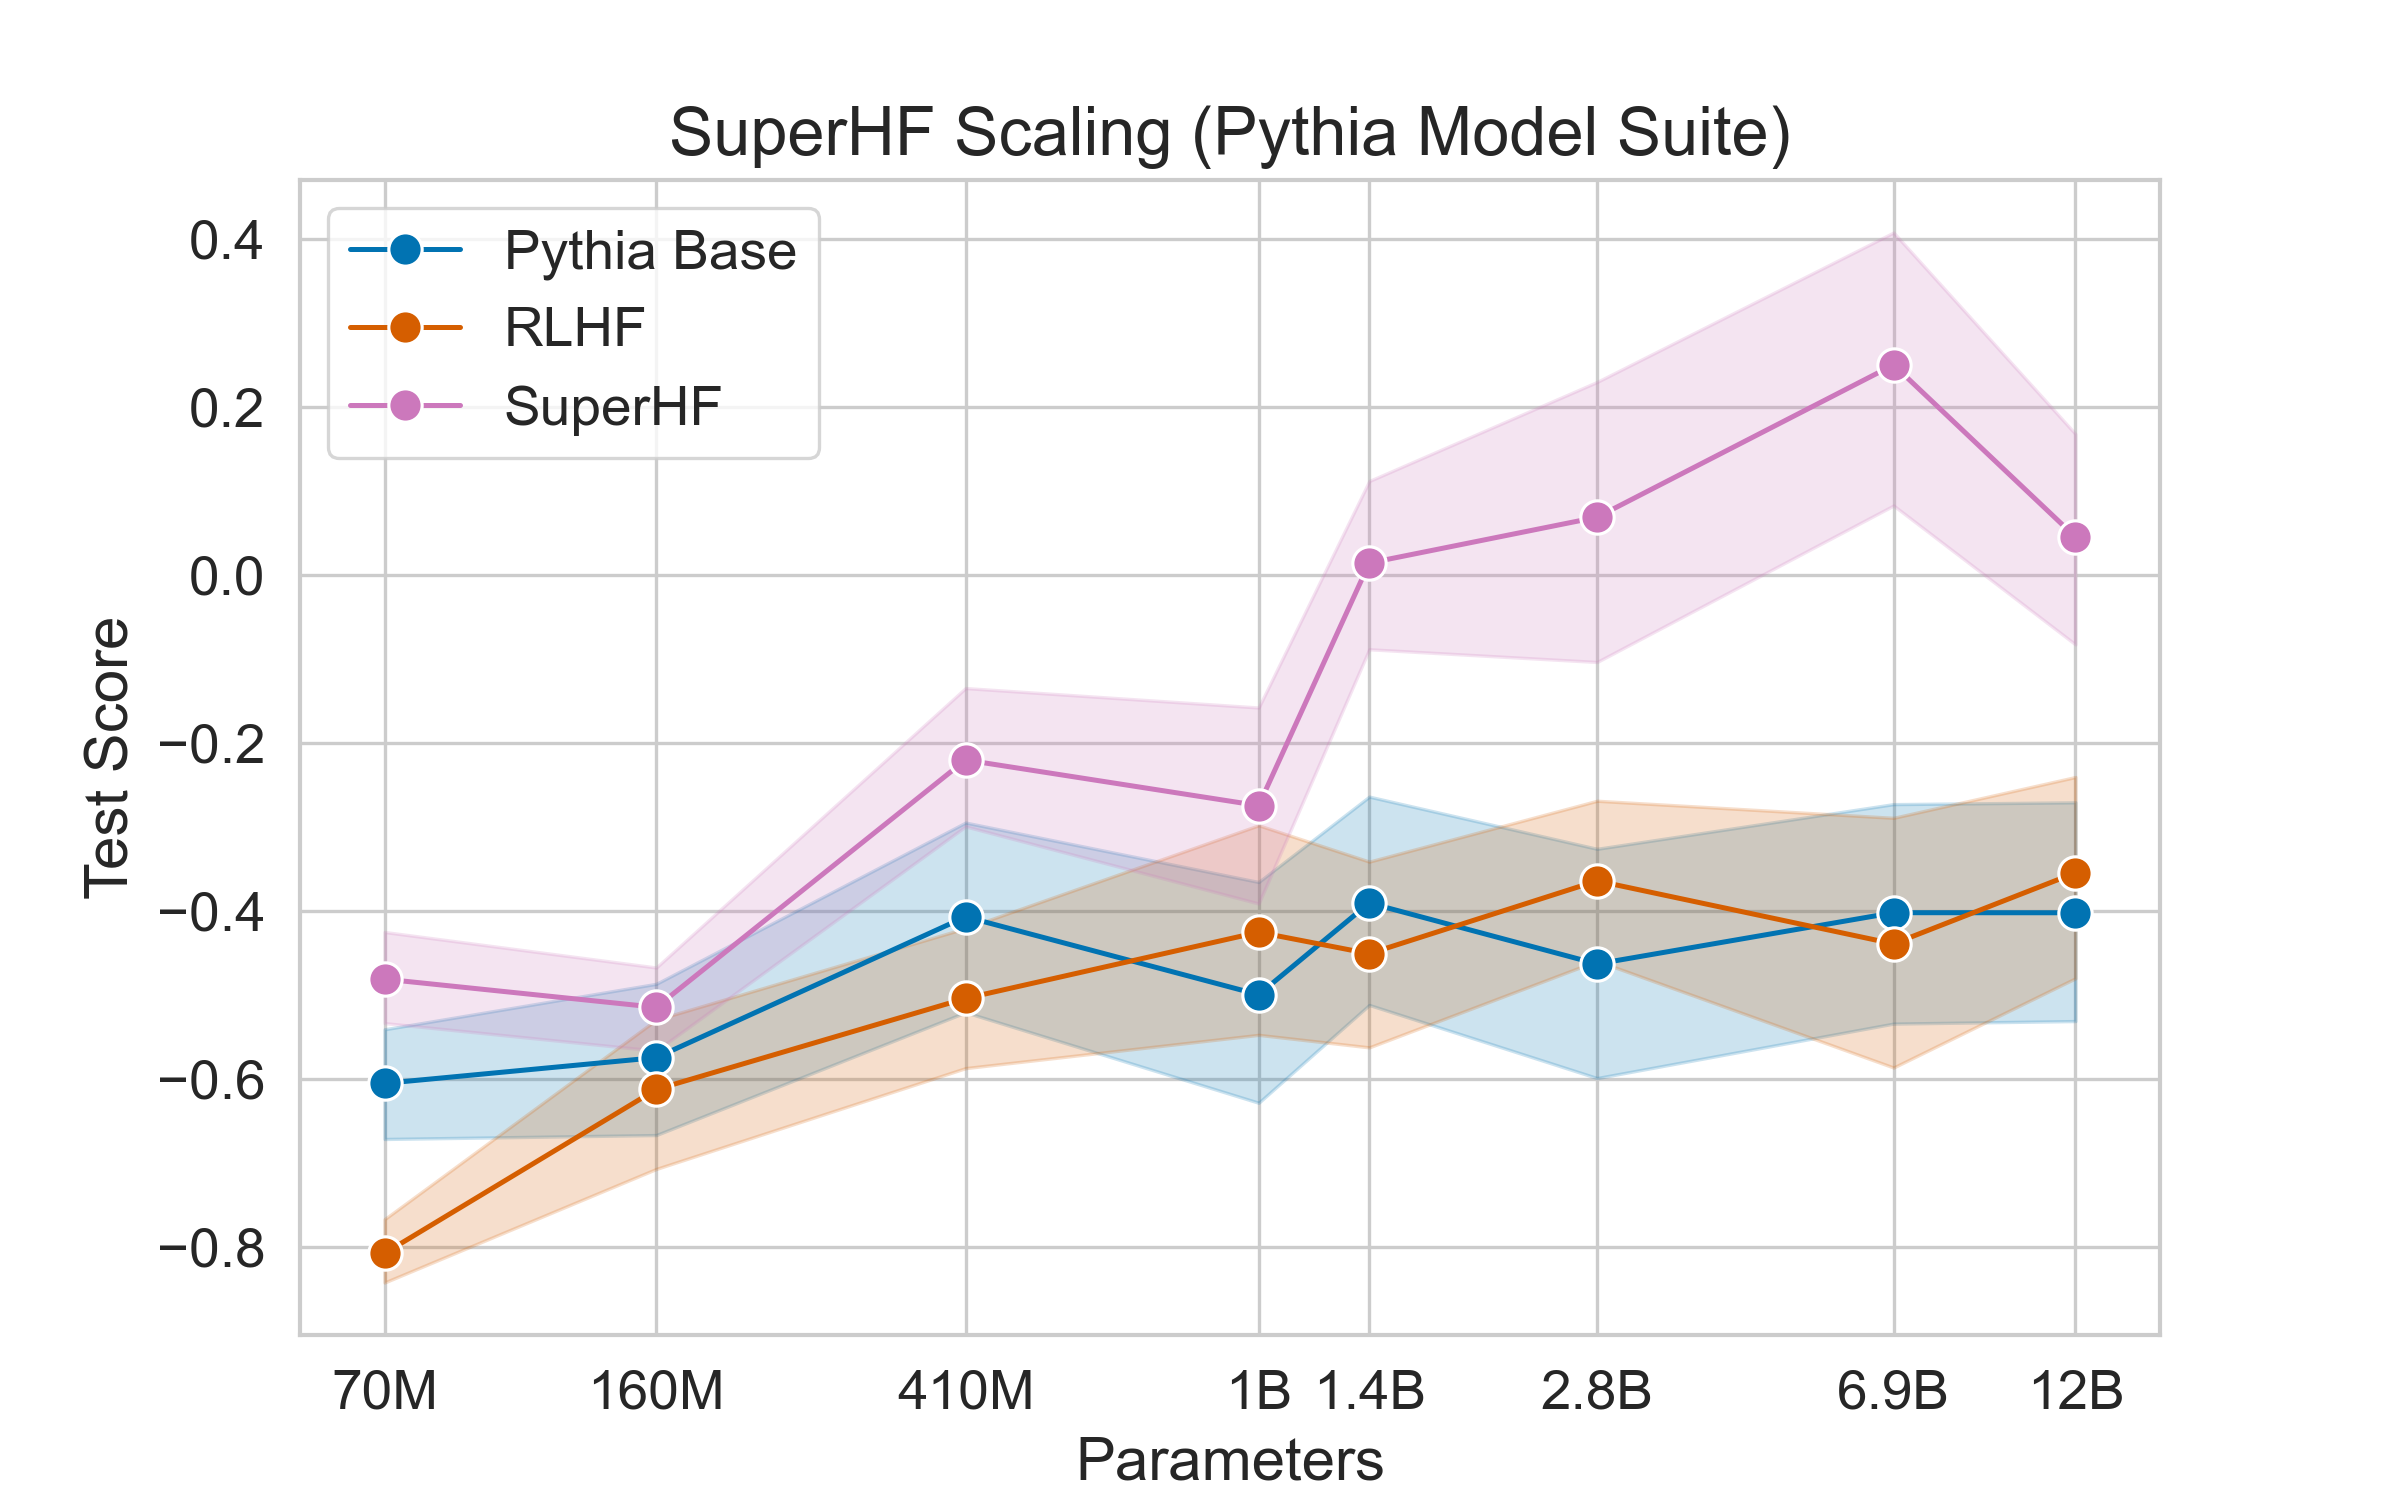 SuperHF Scaling (Pythia Model Suite)
Pythia Base
RLHF
SuperHF
0.4
0.2
0.0
−0.2
−0.4
−0.6
−0.8
Test Score
70M 160M 410M 1B 1.4B 2.8B 6.9B 12B
Parameters